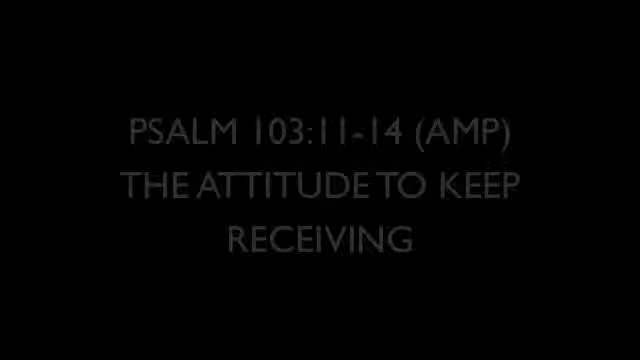 PSALM 103:11-14 (AMP)
THE ATTITUDE TO KEEP
RECEIVING